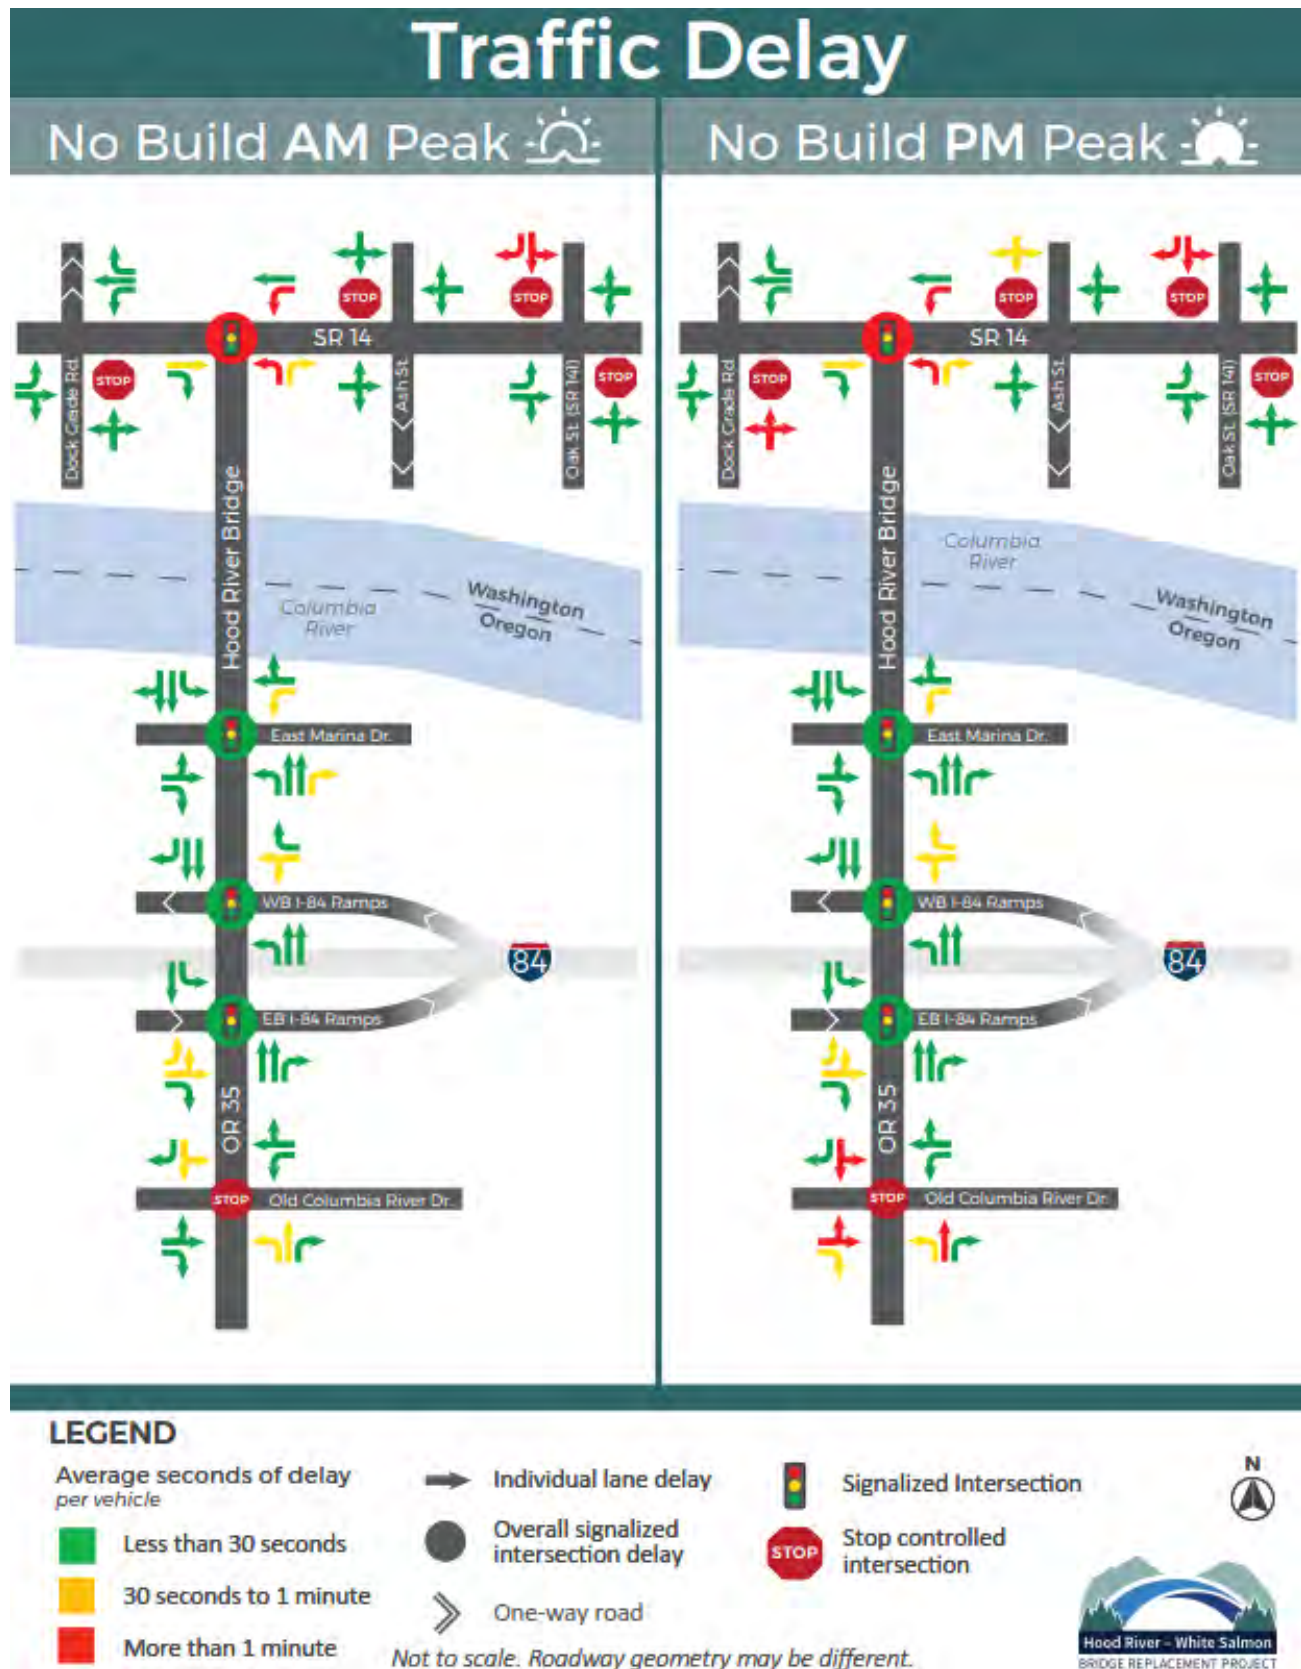 Traffic Delay
No Build AM Peak
No Build PM Peak
STOP
STOP
SR 14
Dock Grade Rd.
STOP
Ash St.
Oak St. (SR 141)
STOP
Hood River Bridge
Columbia
River
Washington
Oregon
East Marina Dr.
WB I-84 Ramps
84
EB I-84 Ramps
OR 35
STOP
Old Columbia River Dr.
STOP
STOP
SR 14
Dock Grade Rd.
STOP
Ash St.
Oak St. (SR 141)
STOP
Hood River Bridge
Columbia
River
Washington
Oregon
East Marina Dr.
WB I-84 Ramps
84
EB I-84 Ramps
OR 35
STOP
Old Columbia River Dr.
LEGEND
Average seconds of delay
per vehicle
Less than 30 seconds
30 seconds to 1 minute
More than 1 minute
Individual lane delay
Overall signalized
intersection delay
One-way road
Signalized Intersection
STOP
Stop controlled
intersection
N
Not to scale. Roadway geometry may be different.
Hood River – White Salmon
BRIDGE REPLACEMENT PROJECT